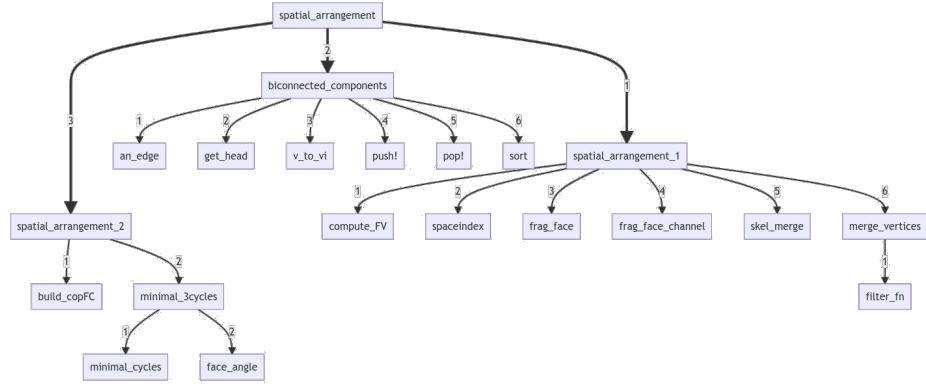 spatial_arrangement
2
biconnected_components
3
1
1
2
3
4
5
6
an_edge
get_head
v_to_vi
push!
pop!
sort
spatial_arrangement_1
1
2
3
4
5
6
spatial_arrangement_2
compute_FV
spaceindex
frag_face
frag_face_channel
skel_merge
merge_vertices
1
2
1
build_copFC
minimal_3cycles
filter_fn
1
2
minimal_cycles
face_angle